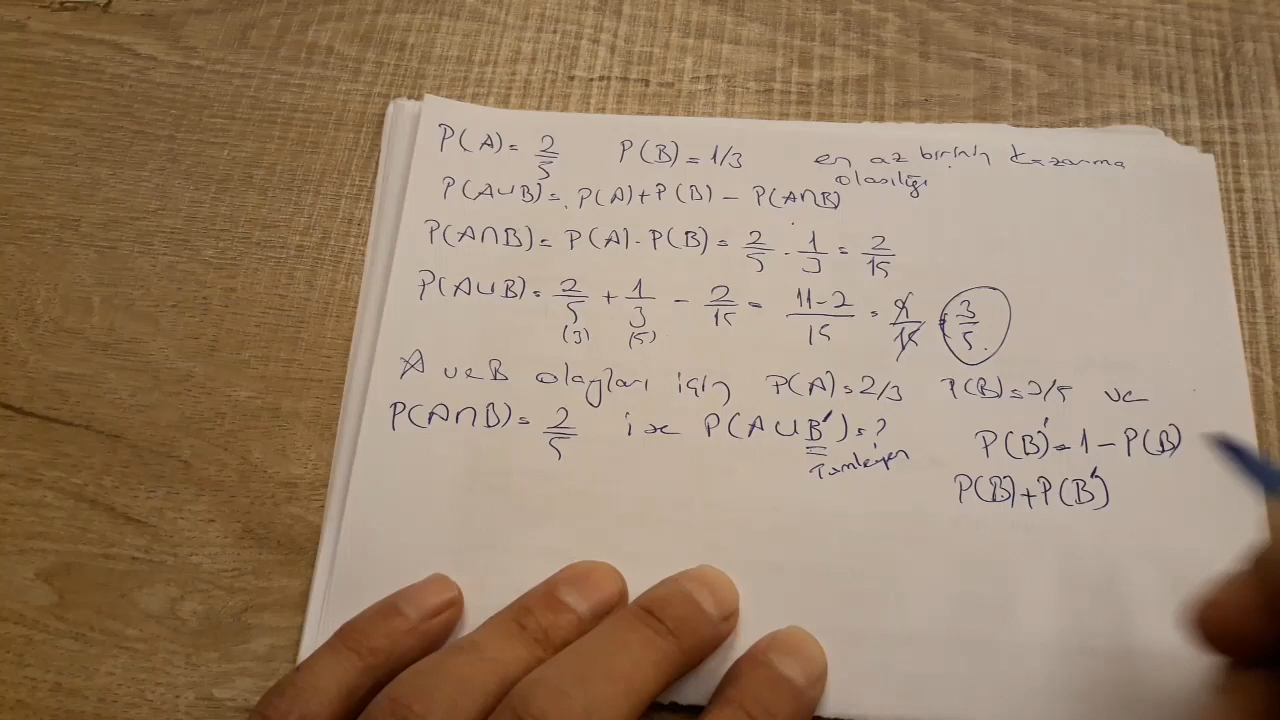 P(A) = 2/5 P(B) = 1/3 en az birinin kazanma olasılığı
P(A∪B) = P(A) + P(B) − P(A∩B)
P(A∩B) = P(A) . P(B) = 2/5 . 1/3 = 2/15
P(A∪B) = 2/5 + 1/3 − 2/15 = 11−2/15 = 9/15 = 3/5
(3) (5)
A ve B olayları için P(A) = 2/3 P(B) = 3/5 ve
P(A∩B) = 2/5 ise P(A∪B') = ?
Tümleyen
P(B') = 1 − P(B)
P(B) + P(B')